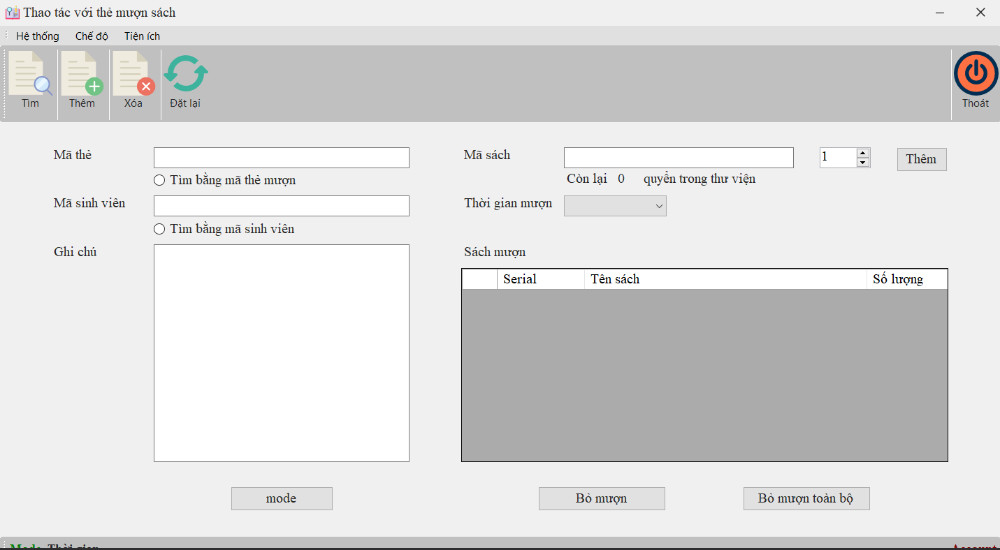 Thao tác với thẻ mượn sách
Hệ thống Chế độ Tiện ích
Tìm Thêm Xóa Đặt lại Thoát
Mã thẻ
Tìm bằng mã thẻ mượn
Mã sinh viên
Tìm bằng mã sinh viên
Ghi chú
mode
Mã sách 1 Thêm
Còn lại 0 quyển trong thư viện
Thời gian mượn
Sách mượn
Serial Tên sách Số lượng
Bỏ mượn Bỏ mượn toàn bộ
Mode Thời gian Account